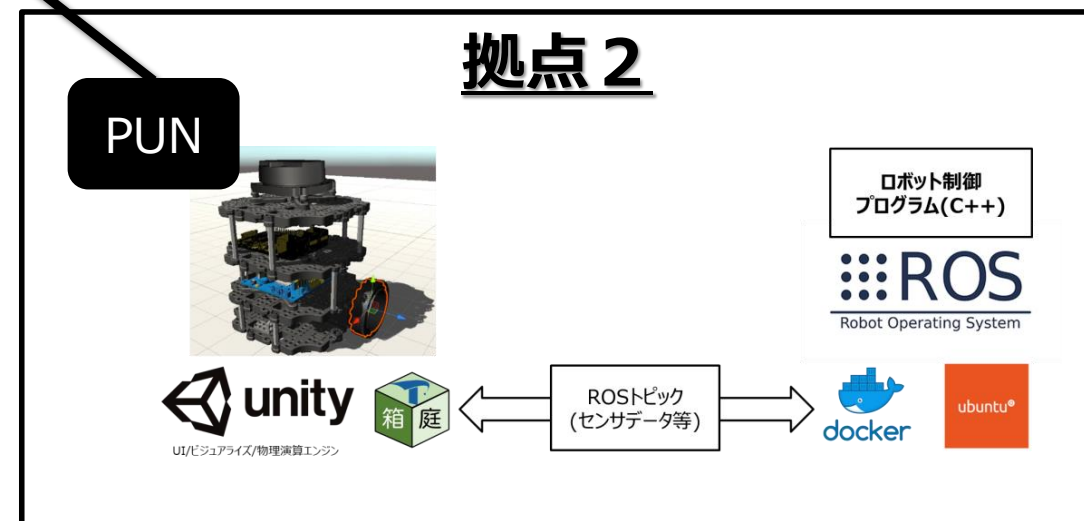 拠点２
PUN
ロボット制御
プログラム(C++)
ROS
Robot Operating System
unity
箱 庭
UI/ビジュアライズ/物理演算エンジン
ROSトピック
(センサデータ等)
docker
ubuntu®